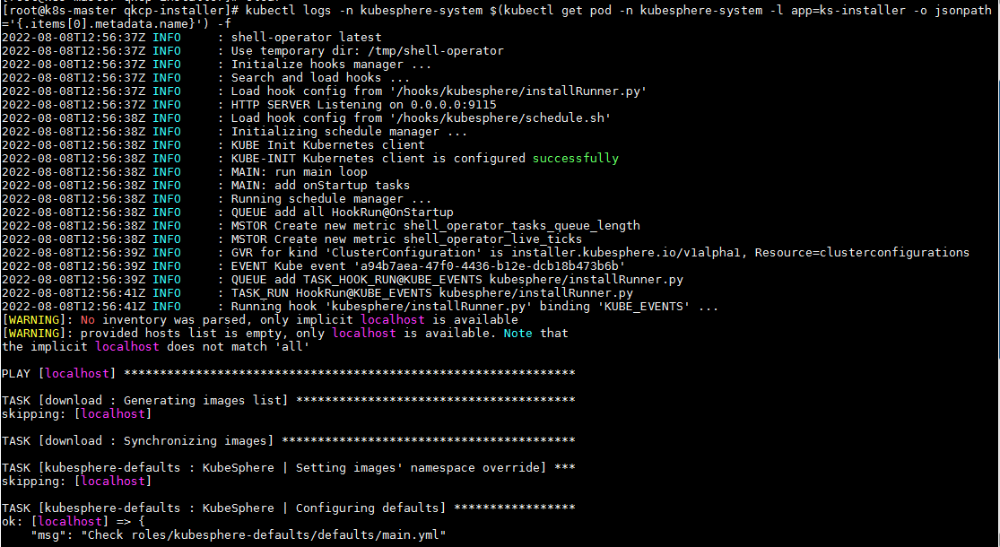 [root@k8s-master qkcp-installer]# kubectl logs -n kubesphere-system $(kubectl get pod -n kubesphere-system -l app=ks-installer -o jsonpath
='{.items[0].metadata.name}') -f
2022-08-08T12:56:37Z INFO     : shell-operator latest
2022-08-08T12:56:37Z INFO     : Use temporary dir: /tmp/shell-operator
2022-08-08T12:56:37Z INFO     : Initialize hooks manager ...
2022-08-08T12:56:37Z INFO     : Search and load hooks ...
2022-08-08T12:56:37Z INFO     : Load hook config from '/hooks/kubesphere/installRunner.py'
2022-08-08T12:56:37Z INFO     : HTTP SERVER Listening on 0.0.0.0:9115
2022-08-08T12:56:38Z INFO     : Load hook config from '/hooks/kubesphere/schedule.sh'
2022-08-08T12:56:38Z INFO     : Initializing schedule manager ...
2022-08-08T12:56:38Z INFO     : KUBE Init Kubernetes client
2022-08-08T12:56:38Z INFO     : KUBE-INIT Kubernetes client is configured successfully
2022-08-08T12:56:38Z INFO     : MAIN: run main loop
2022-08-08T12:56:38Z INFO     : MAIN: add onStartup tasks
2022-08-08T12:56:38Z INFO     : Running schedule manager ...
2022-08-08T12:56:38Z INFO     : QUEUE add all HookRun@OnStartup
2022-08-08T12:56:38Z INFO     : MSTOR Create new metric shell_operator_tasks_queue_length
2022-08-08T12:56:38Z INFO     : MSTOR Create new metric shell_operator_live_ticks
2022-08-08T12:56:39Z INFO     : GVR for kind 'ClusterConfiguration' is installer.kubesphere.io/v1alpha1, Resource=clusterconfigurations
2022-08-08T12:56:39Z INFO     : EVENT Kube event 'a94b7aea-47f0-4436-b12e-dcb18b473b6b'
2022-08-08T12:56:39Z INFO     : QUEUE add TASK_HOOK_RUN@KUBE_EVENTS kubesphere/installRunner.py
2022-08-08T12:56:41Z INFO     : TASK_RUN HookRun@KUBE_EVENTS kubesphere/installRunner.py
2022-08-08T12:56:41Z INFO     : Running hook 'kubesphere/installRunner.py' binding 'KUBE_EVENTS' ...
[WARNING]: No inventory was parsed, only implicit localhost is available
[WARNING]: provided hosts list is empty, only localhost is available. Note that
the implicit localhost does not match 'all'
PLAY [localhost] ***************************************************************
TASK [download : Generating images list] ***************************************
skipping: [localhost]
TASK [download : Synchronizing images] *****************************************
TASK [kubesphere-defaults : KubeSphere | Setting images' namespace override] ***
skipping: [localhost]
TASK [kubesphere-defaults : KubeSphere | Configuring defaults] *****************
ok: [localhost] => {
    "msg": "Check roles/kubesphere-defaults/defaults/main.yml"